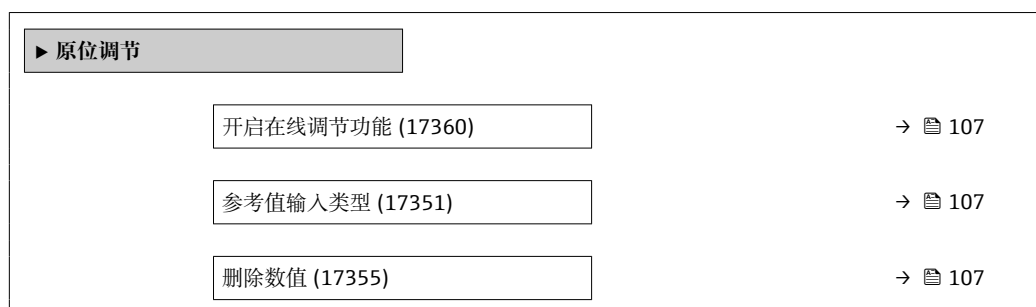 ▶ 原位调节
开启在线调节功能 (17360) → 🖹 107
参考值输入类型 (17351) → 🖹 107
删除数值 (17355) → 🖹 107